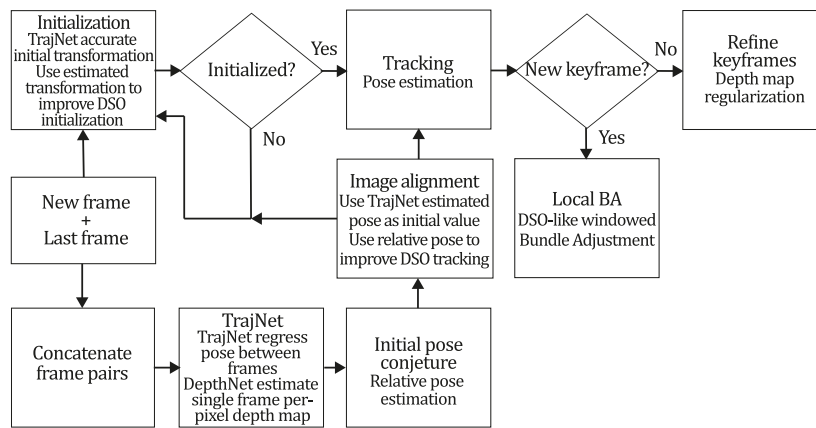 Initialization
TrajNet accurate
initial transformation
Use estimated
transformation to
improve DSO
initialization
Initialized?
Yes
No
Tracking
Pose estimation
New keyframe?
No
Yes
Refine
keyframes
Depth map
regularization
New frame
+
Last frame
Image alignment
Use TrajNet estimated
pose as initial value
Use relative pose to
improve DSO tracking
Local BA
DSO-like windowed
Bundle Adjustment
Concatenate
frame pairs
TrajNet
TrajNet regress
pose between
frames
DepthNet estimate
single frame per-
pixel depth map
Initial pose
conjeture
Relative pose
estimation